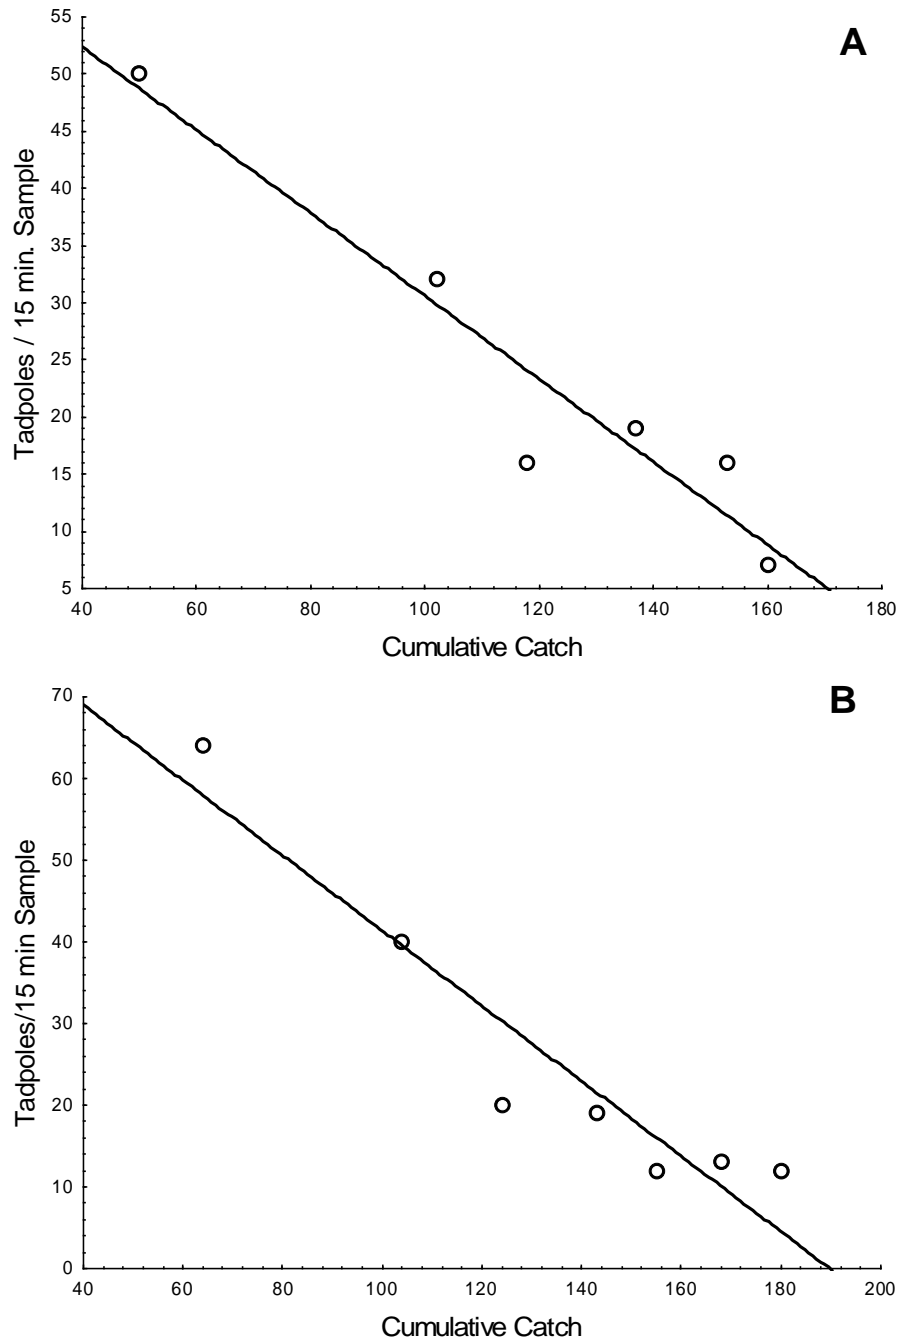 A
55
50
45
40
35
30
25
20
15
10
5
Tadpoles / 15 min. Sample
40 60 80 100 120 140 160 180
Cumulative Catch
B
70
60
50
40
30
20
10
0
Tadpoles/15 min Sample
40 60 80 100 120 140 160 180 200
Cumulative Catch